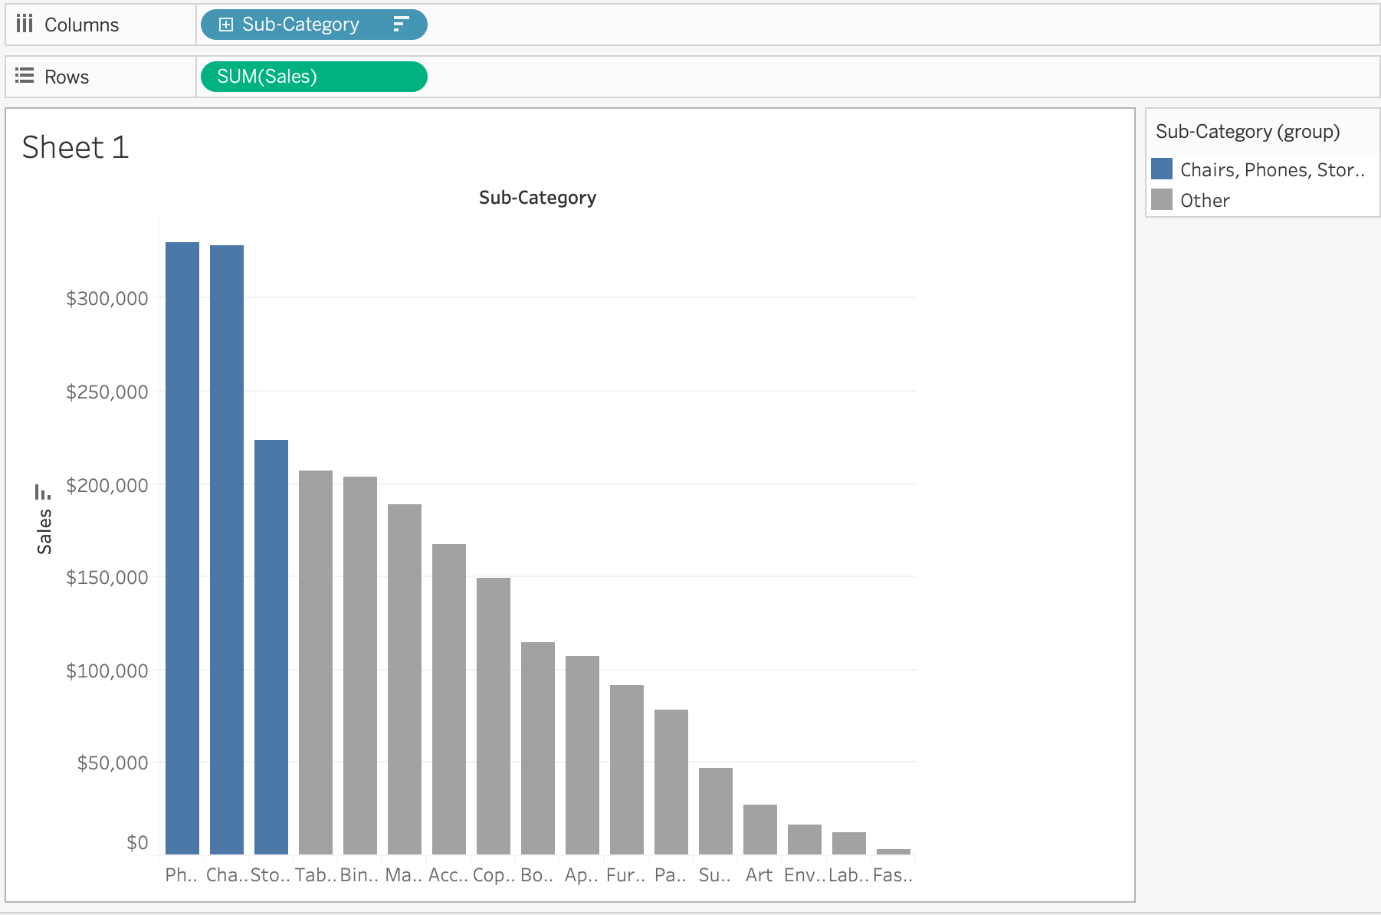 Columns
Sub-Category
Rows
SUM(Sales)
Sheet 1
Sub-Category
Sub-Category (group)
Chairs, Phones, Stor..
Other
$300,000
$250,000
$200,000
$150,000
$100,000
$50,000
$0
Sales
Ph.. Cha.. Sto.. Tab.. Bin.. Ma.. Acc.. Cop.. Bo.. Ap.. Fur.. Pa.. Su.. Art Env.. Lab.. Fas..